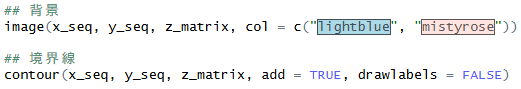 ## 背景
image(x_seq, y_seq, z_matrix, col = c("lightblue", "mistyrose"))
## 境界線
contour(x_seq, y_seq, z_matrix, add = TRUE, drawlabels = FALSE)